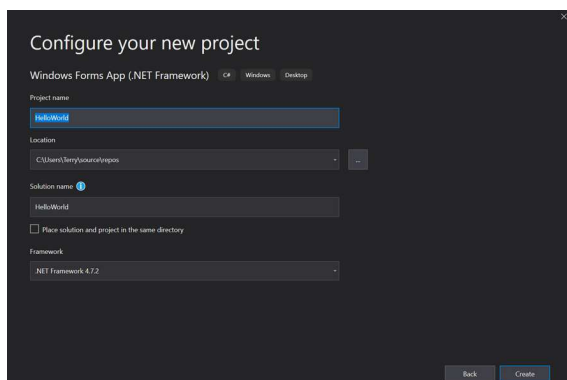 Configure your new project
Windows Forms App (.NET Framework) C# Windows Desktop
Project name
HelloWorld
Location
C:\Users\Terry\source\repos
...
Solution name
HelloWorld
Place solution and project in the same directory
Framework
.NET Framework 4.7.2
Back Create